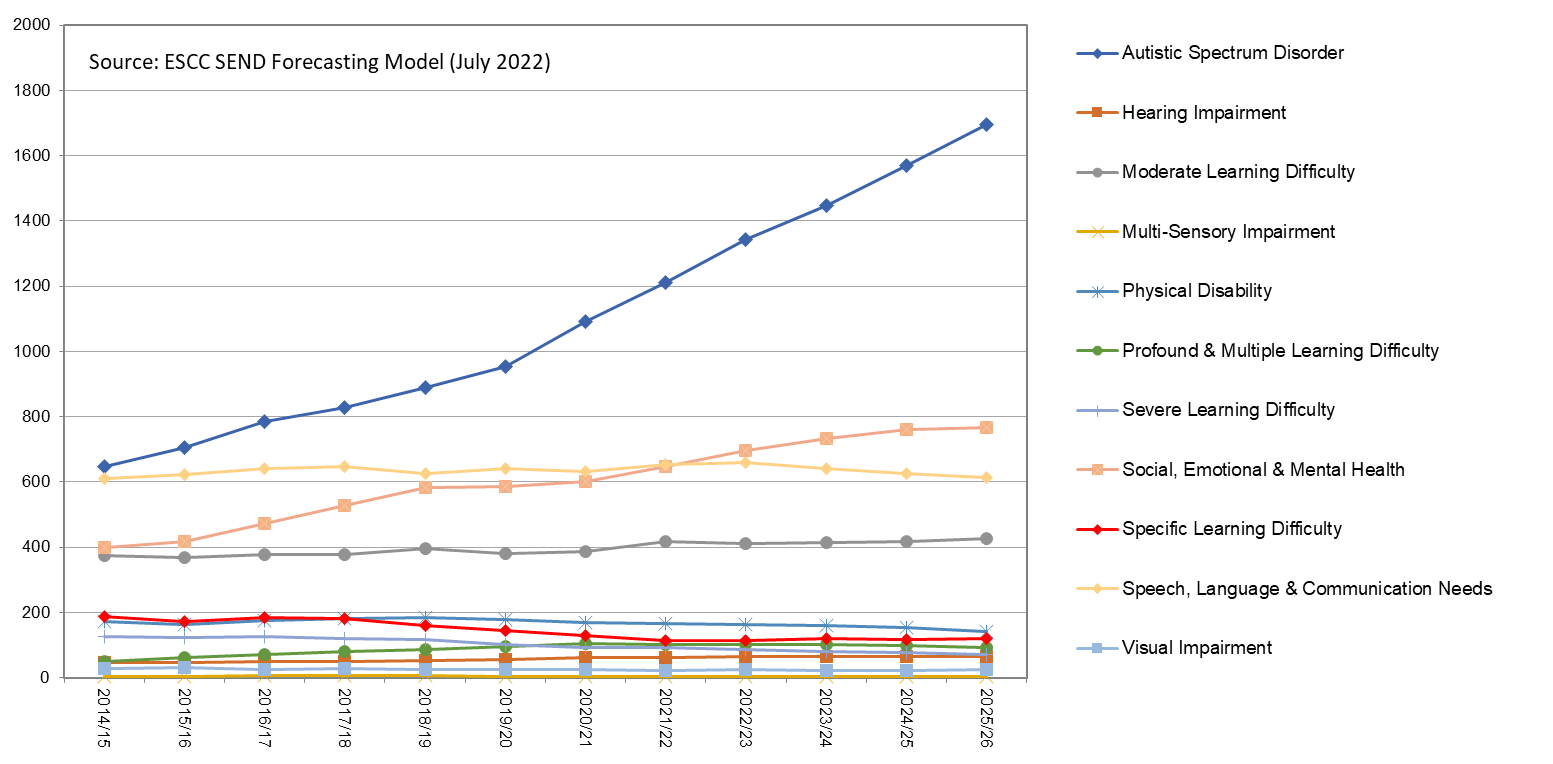 Source: ESCC SEND Forecasting Model (July 2022)
2000
1800
1600
1400
1200
1000
800
600
400
200
0
2014/15
2015/16
2016/17
2017/18
2018/19
2019/20
2020/21
2021/22
2022/23
2023/24
2024/25
2025/26
Autistic Spectrum Disorder
Hearing Impairment
Moderate Learning Difficulty
Multi-Sensory Impairment
Physical Disability
Profound & Multiple Learning Difficulty
Severe Learning Difficulty
Social, Emotional & Mental Health
Specific Learning Difficulty
Speech, Language & Communication Needs
Visual Impairment